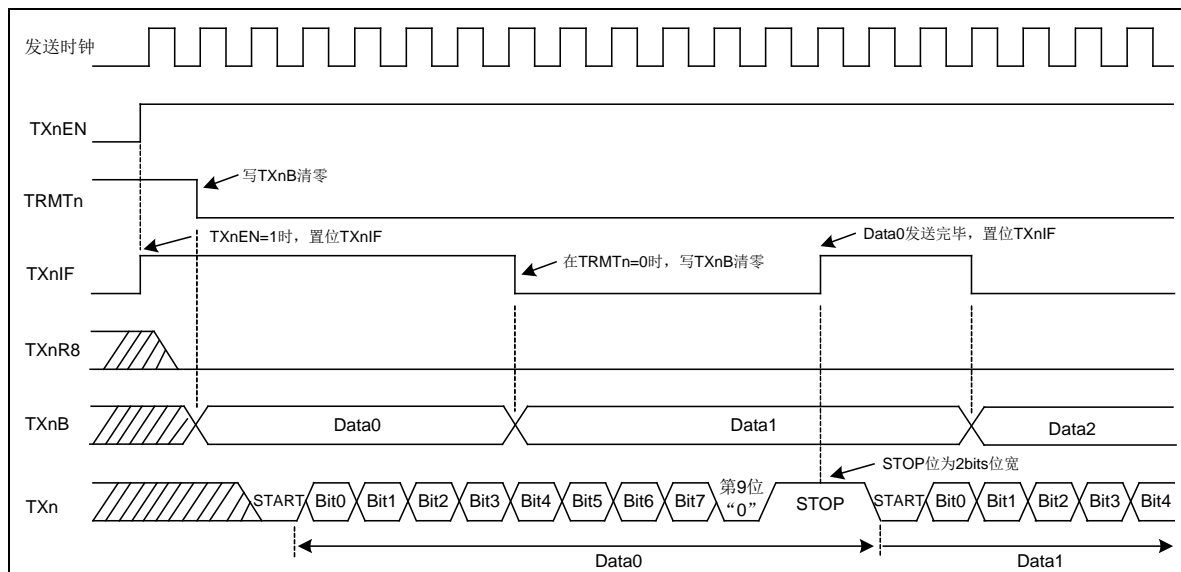 发送时钟
TXnEN
TRMTn
写TXnB清零
TXnEN=1时，置位TXnIF
Data0发送完毕，置位TXnIF
TXnIF
在TRMTn=0时，写TXnB清零
TXnR8
TXnB
Data0
Data1
Data2
STOP位为2bits位宽
TXn
START
Bit0
Bit1
Bit2
Bit3
Bit4
Bit5
Bit6
Bit7
第9位
“0”
STOP
START
Bit0
Bit1
Bit2
Bit3
Bit4
Data0
Data1